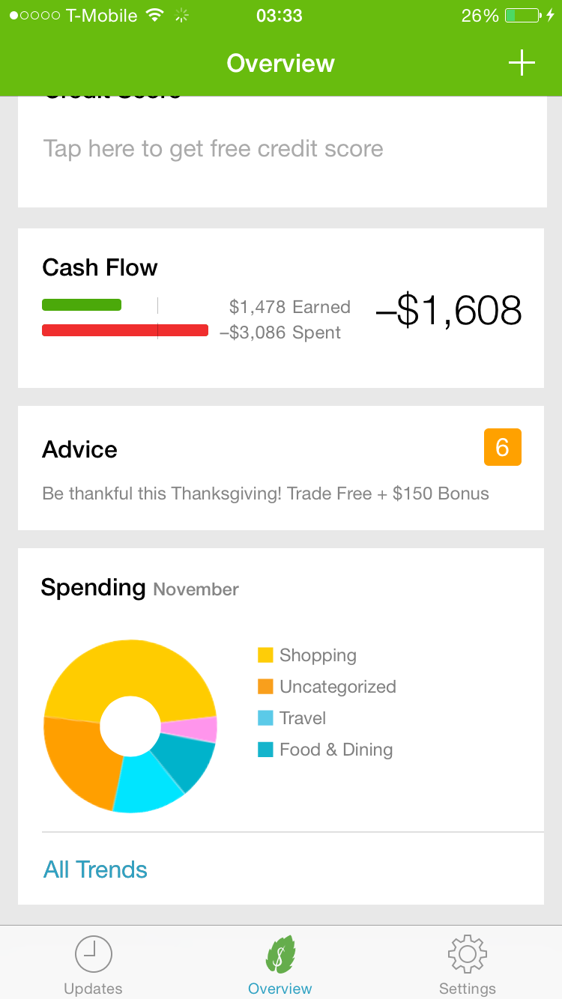 T-Mobile 03:33 26%
Overview
Credit Score
Tap here to get free credit score
Cash Flow
$1,478 Earned
–$3,086 Spent
–$1,608
Advice
6
Be thankful this Thanksgiving! Trade Free + $150 Bonus
Spending November
Shopping
Uncategorized
Travel
Food & Dining
All Trends
Updates
Overview
Settings